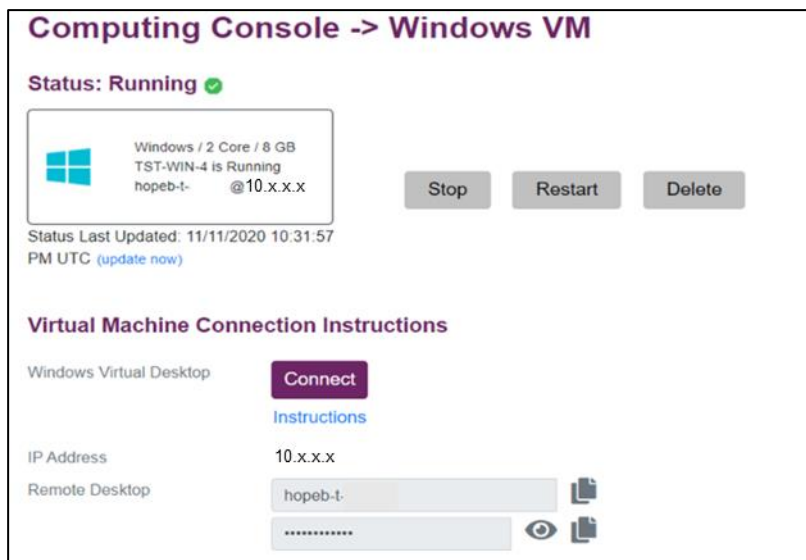 Computing Console -> Windows VM
Status: Running
Windows / 2 Core / 8 GB
TST-WIN-4 is Running
hopeb-t- @10.x.x.x
Stop Restart Delete
Status Last Updated: 11/11/2020 10:31:57
PM UTC (update now)
Virtual Machine Connection Instructions
Windows Virtual Desktop Connect
Instructions
IP Address 10.x.x.x
Remote Desktop hopeb-t-
••••••••••••